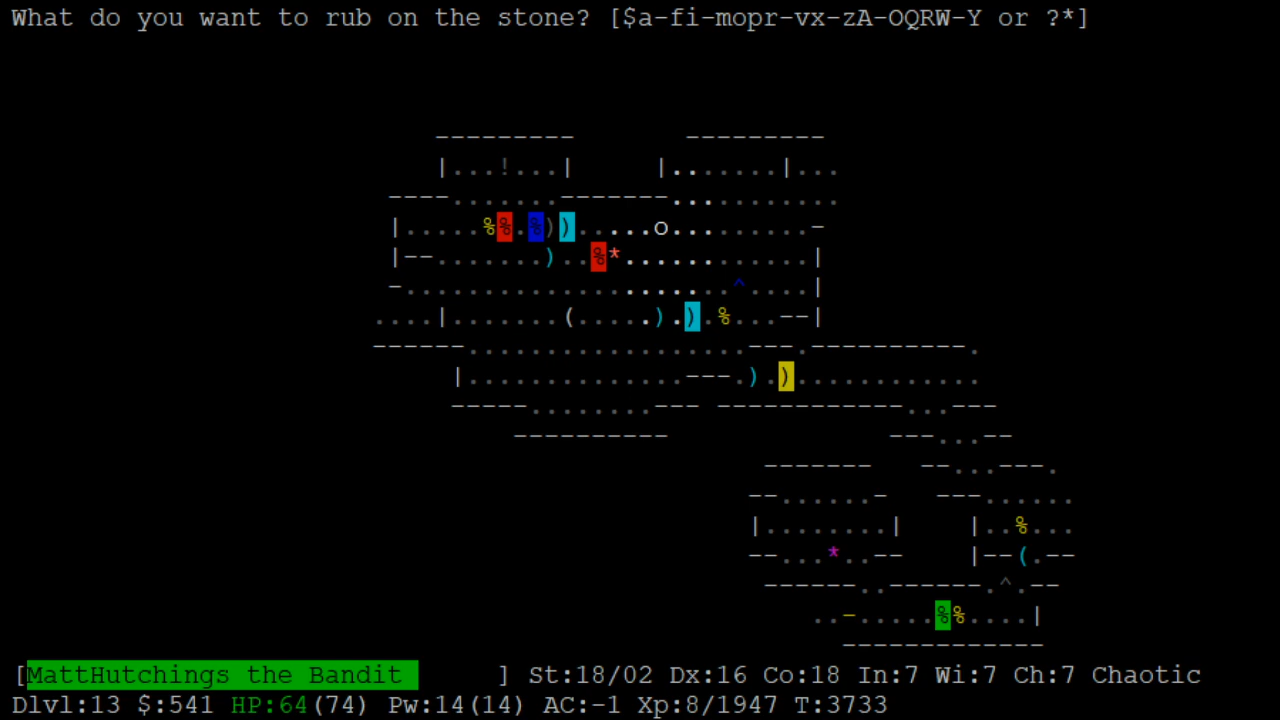 What do you want to rub on the stone? [$a-fi-mopr-vx-zA-OQRW-Y or ?*]
[MattHutchings the Bandit ] St:18/02 Dx:16 Co:18 In:7 Wi:7 Ch:7 Chaotic
Dlvl:13 $:541 HP:64(74) Pw:14(14) AC:-1 Xp:8/1947 T:3733